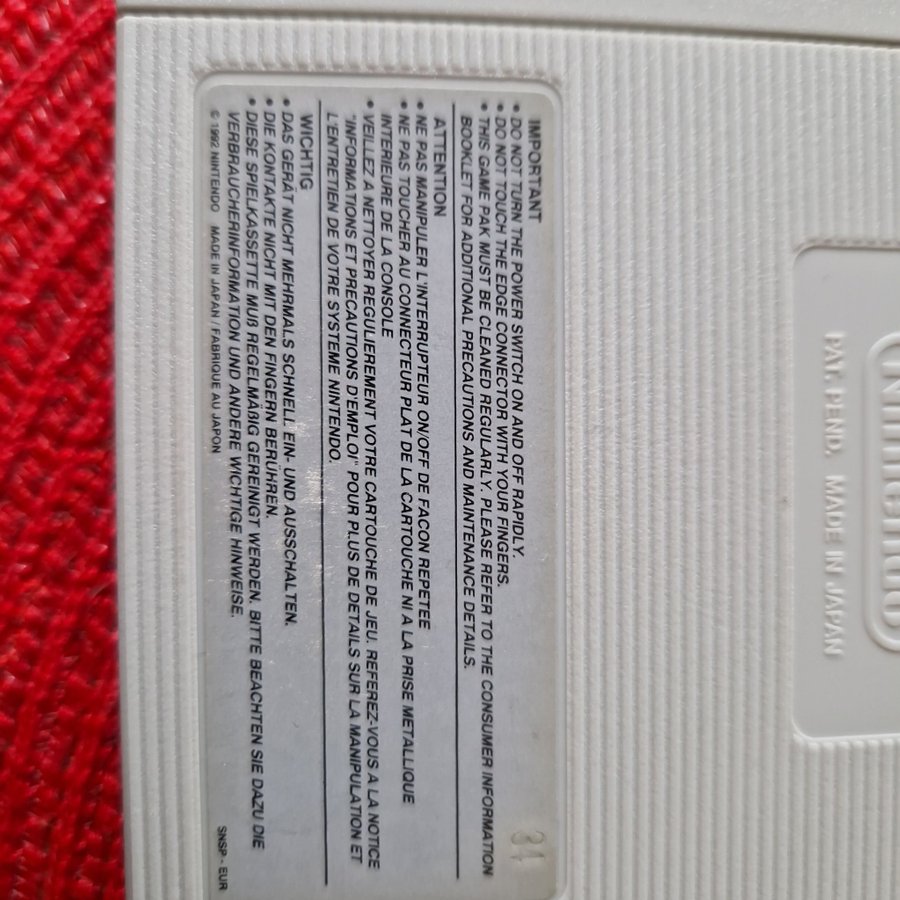 IMPORTANT
• DO NOT TURN THE POWER SWITCH ON AND OFF RAPIDLY.
• DO NOT TOUCH THE EDGE CONNECTOR WITH YOUR FINGERS.
• THIS GAME PAK MUST BE CLEANED REGULARLY. PLEASE REFER TO THE CONSUMER INFORMATION
BOOKLET FOR ADDITIONAL PRECAUTIONS AND MAINTENANCE DETAILS.
ATTENTION
• NE PAS MANIPULER L'INTERRUPTEUR ON/OFF DE FACON REPETEE
• NE PAS TOUCHER AU CONNECTEUR PLAT DE LA CARTOUCHE NI A LA PRISE METALLIQUE
INTERIEURE DE LA CONSOLE
• VEILLEZ A NETTOYER REGULIEREMENT VOTRE CARTOUCHE DE JEU. REFEREZ-VOUS A LA NOTICE
"INFORMATIONS ET PRECAUTIONS D'EMPLOI" POUR PLUS DE DETAILS SUR LA MANIPULATION ET
L'ENTRETIEN DE VOTRE SYSTEME NINTENDO.
WICHTIG
• DAS GERÄT NICHT MEHRMALS SCHNELL EIN- UND AUSSCHALTEN.
• DIE KONTAKTE NICHT MIT DEN FINGERN BERÜHREN.
• DIESE SPIELKASSETTE MUß REGELMÄßIG GEREINIGT WERDEN. BITTE BEACHTEN SIE DAZU DIE
VERBRAUCHERINFORMATION UND ANDERE WICHTIGE HINWEISE.
© 1992 NINTENDO MADE IN JAPAN / FABRIQUE AU JAPON
SNSP - EUR
34
Nintendo
PAT. PEND. MADE IN JAPAN